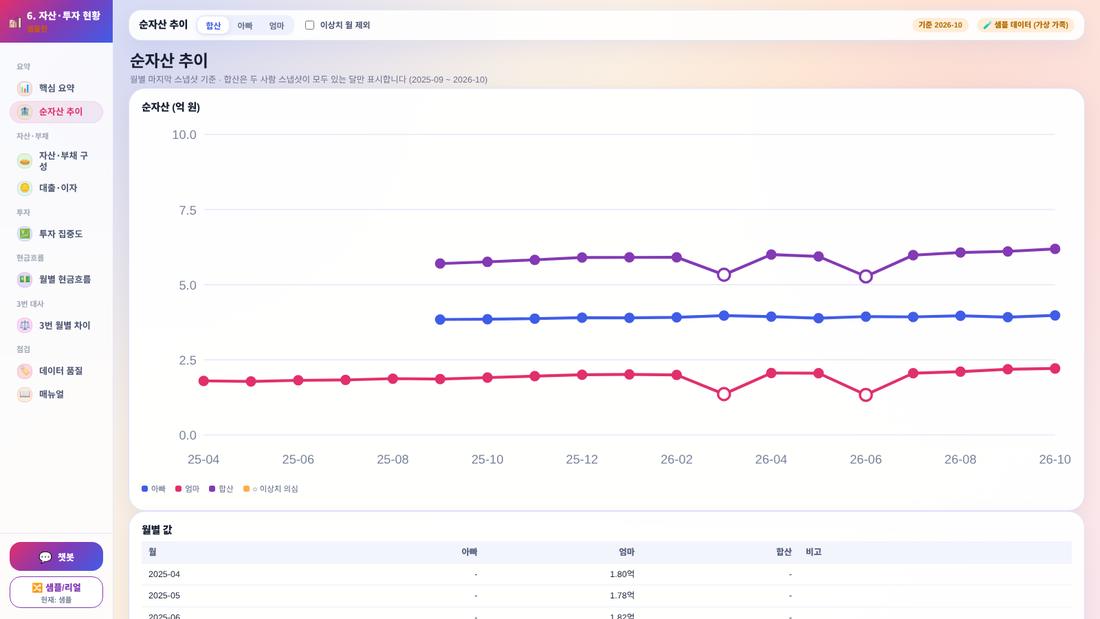 6. 자산·투자 현황
샘플판
요약
핵심 요약
순자산 추이
자산·부채
자산·부채 구성
대출·이자
투자
투자 집중도
현금흐름
월별 현금흐름
3번 대사
3번 월별 차이
점검
데이터 품질
매뉴얼
챗봇
샘플/리얼
현재: 샘플
순자산 추이 합산 아빠 엄마 이상치 월 제외 기준 2026-10 샘플 데이터 (가상 가족)
순자산 추이
월별 마지막 스냅샷 기준 · 합산은 두 사람 스냅샷이 모두 있는 달만 표시합니다 (2025-09 ~ 2026-10)
순자산 (억 원)
10.0
7.5
5.0
2.5
0.0
25-04 25-06 25-08 25-10 25-12 26-02 26-04 26-06 26-08 26-10
아빠 엄마 합산 ○ 이상치 의심
월별 값
월 아빠 엄마 합산 비고
2025-04 - 1.80억 -
2025-05 - 1.78억 -
2025-06 - 1.82억 -